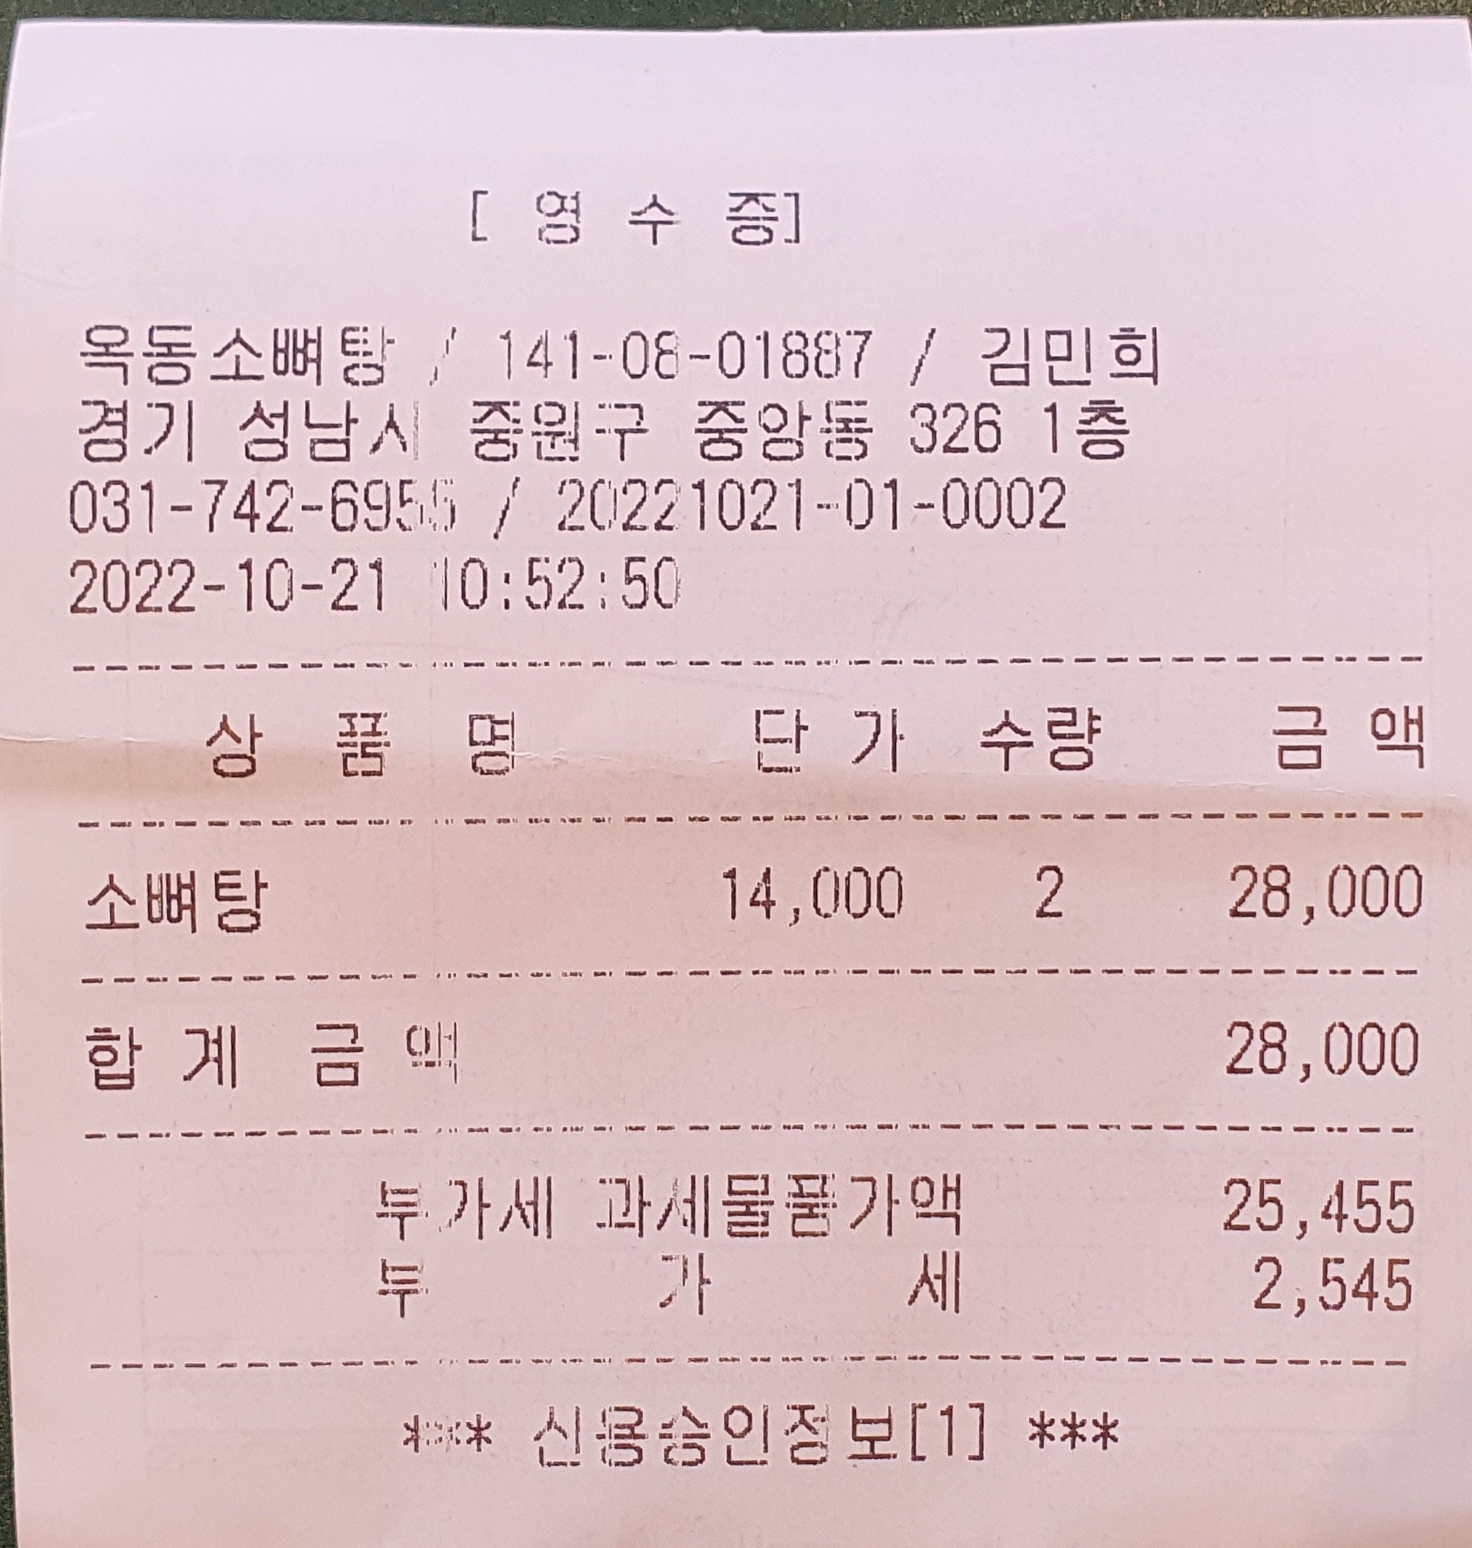 [ 영 수 증]
옥동소뼈탕 / 141-08-01887 / 김민희
경기 성남시 중원구 중앙동 326 1층
031-742-6955 / 20221021-01-0002
2022-10-21 10:52:50
상 품 명 단 가 수량 금 액
소뼈탕 14,000 2 28,000
합 계 금 액 28,000
부가세 과세물품가액 25,455
부 가 세 2,545
*** 신용승인정보[1] ***